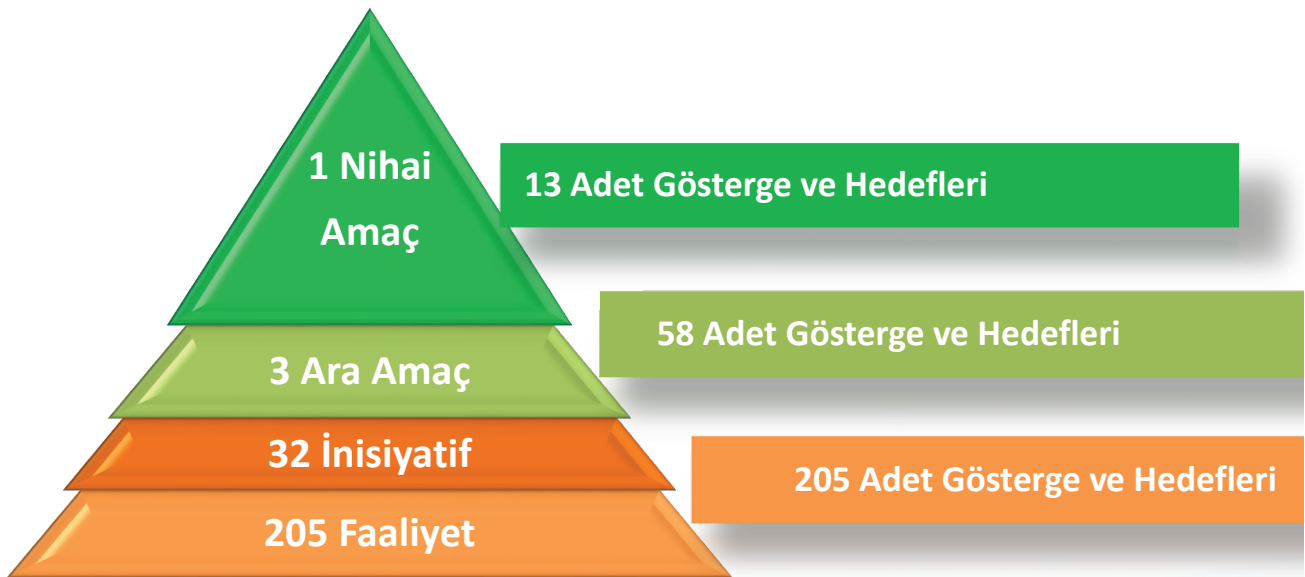 1 Nihai
Amaç
13 Adet Gösterge ve Hedefleri
3 Ara Amaç
58 Adet Gösterge ve Hedefleri
32 İnisiyatif
205 Adet Gösterge ve Hedefleri
205 Faaliyet